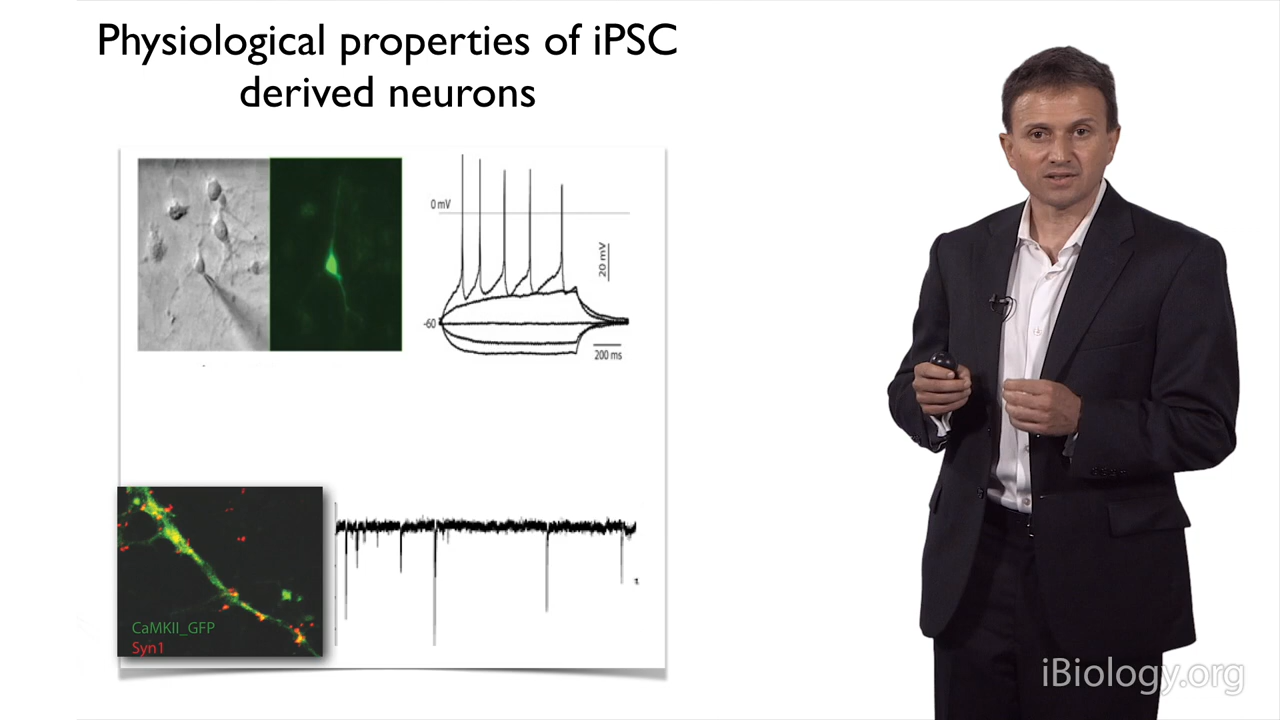 Physiological properties of iPSC
derived neurons
0 mV
20 mV
-60
200 ms
CaMKII_GFP
Syn1
iBiology.org